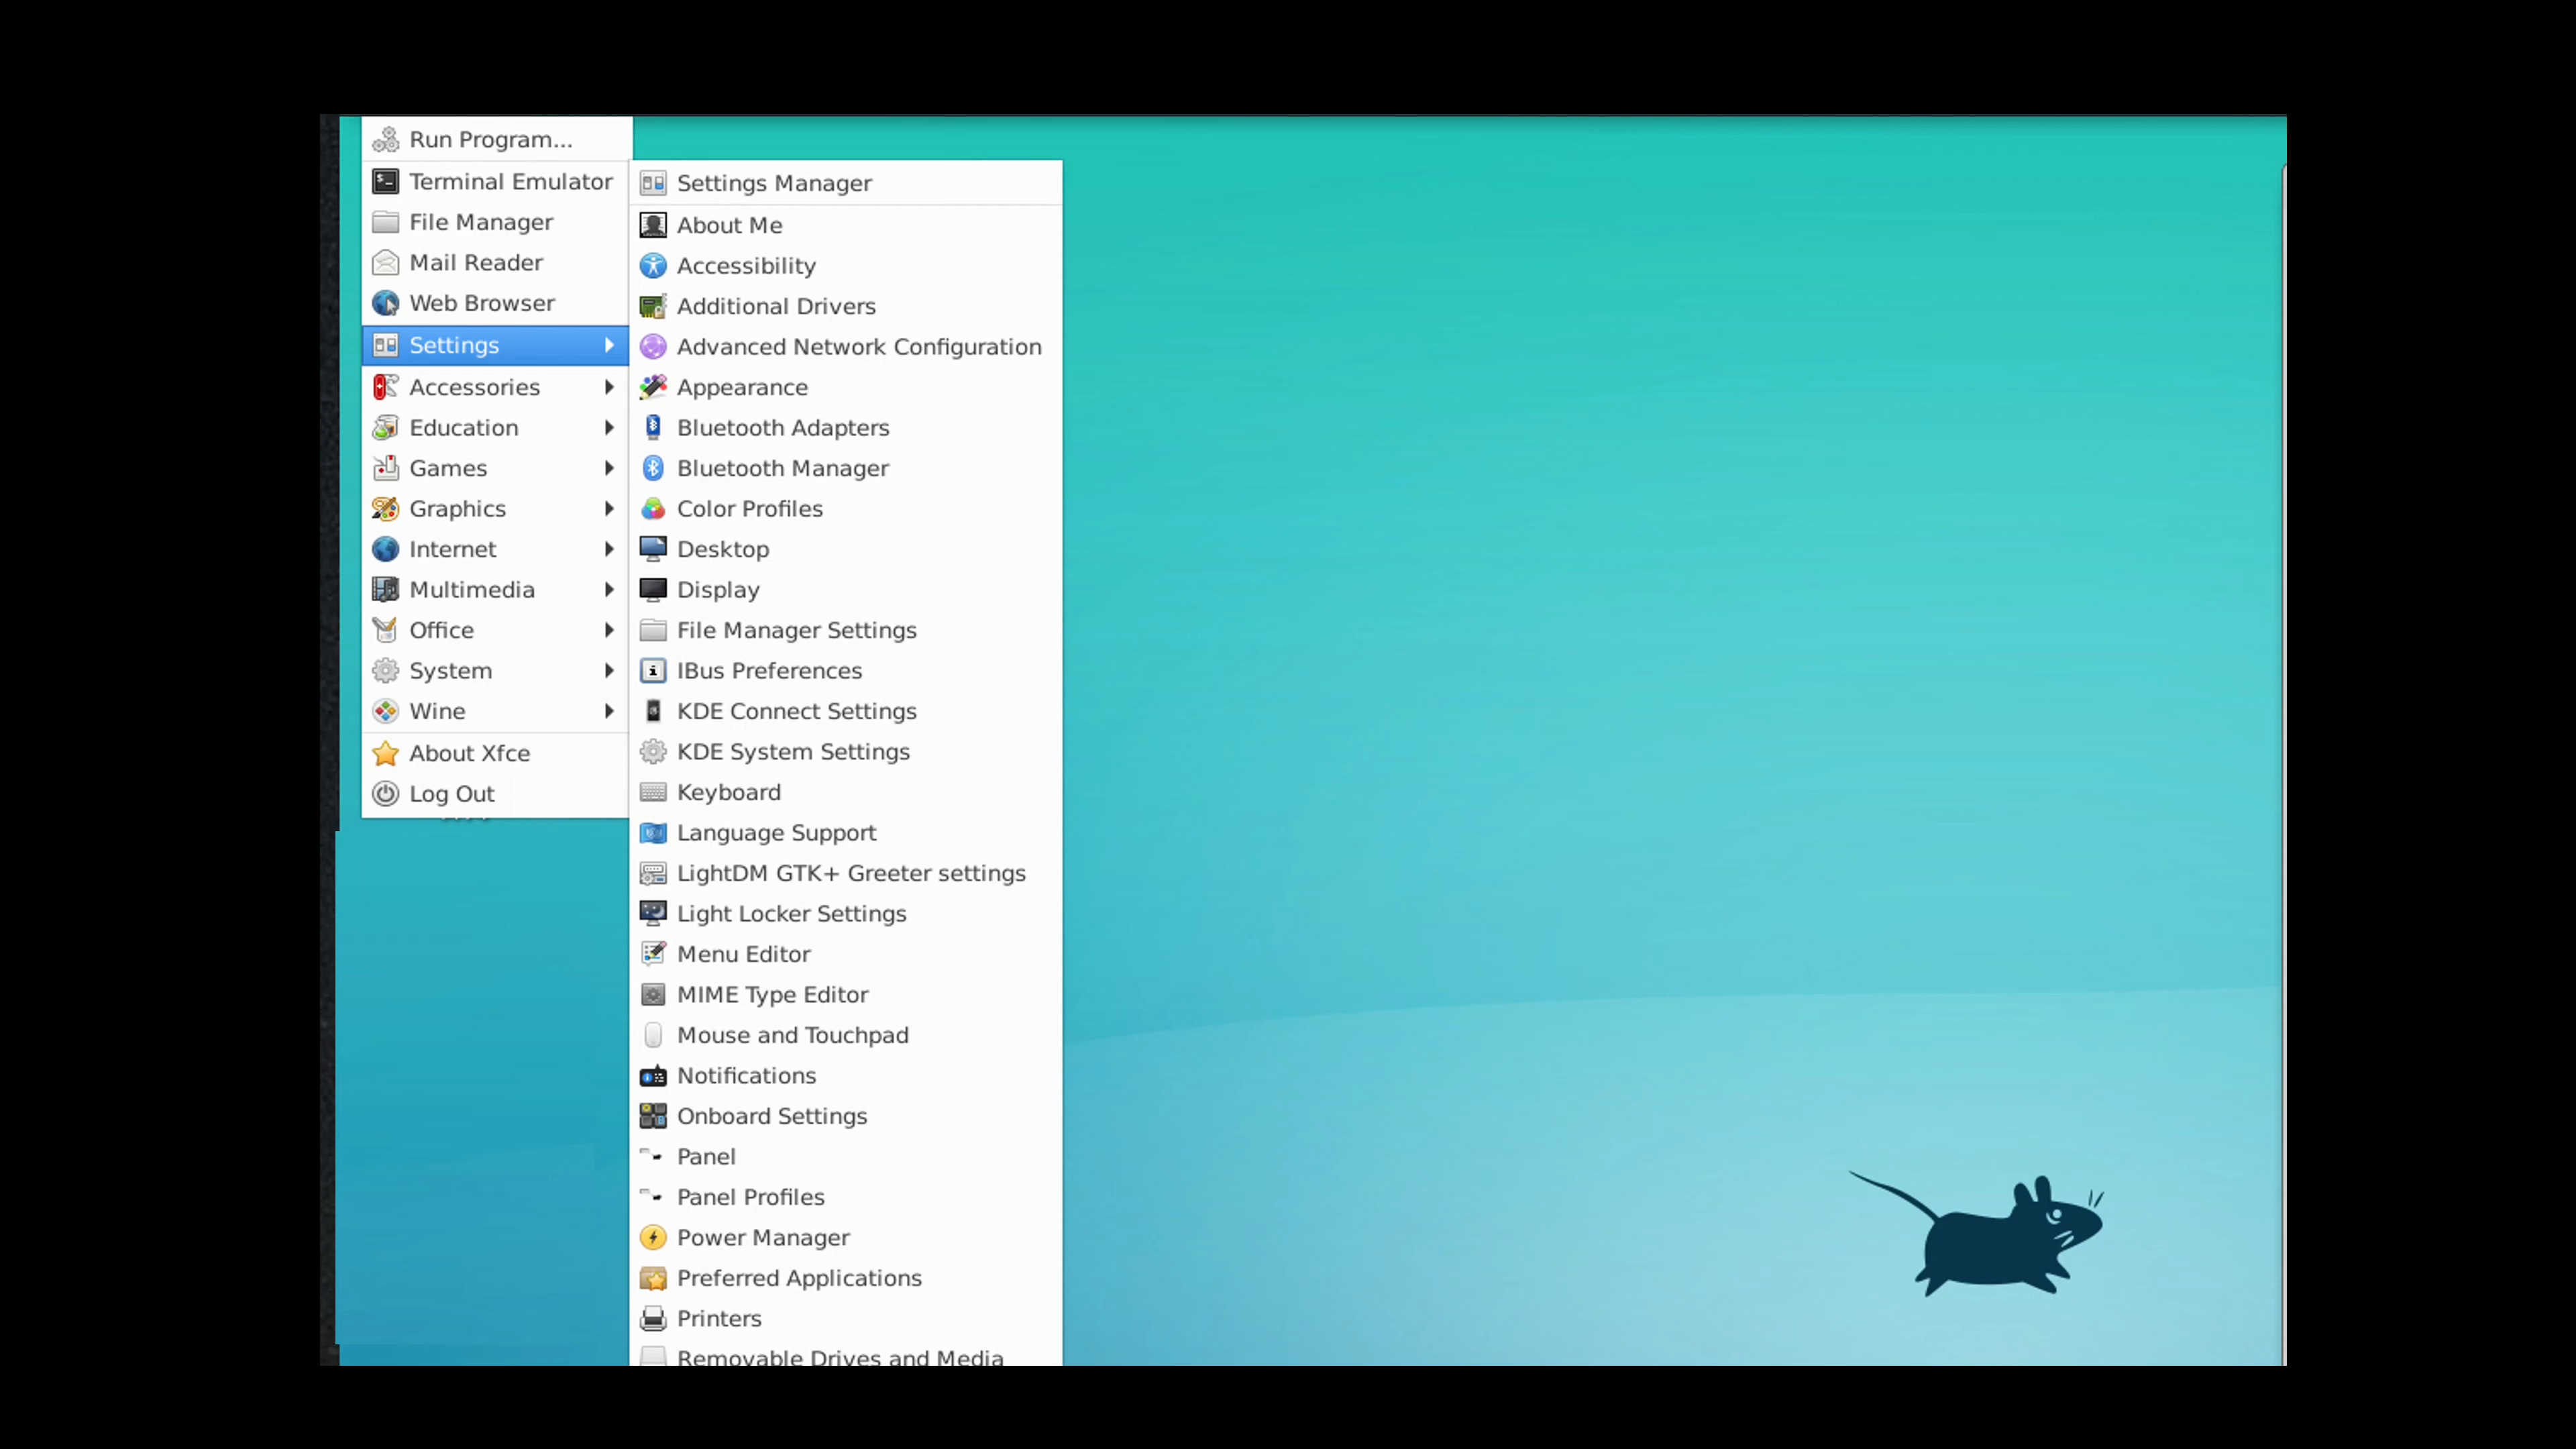 Run Program...
Terminal Emulator
File Manager
Mail Reader
Web Browser
Settings
Accessories
Education
Games
Graphics
Internet
Multimedia
Office
System
Wine
About Xfce
Log Out
Settings Manager
About Me
Accessibility
Additional Drivers
Advanced Network Configuration
Appearance
Bluetooth Adapters
Bluetooth Manager
Color Profiles
Desktop
Display
File Manager Settings
IBus Preferences
KDE Connect Settings
KDE System Settings
Keyboard
Language Support
LightDM GTK+ Greeter settings
Light Locker Settings
Menu Editor
MIME Type Editor
Mouse and Touchpad
Notifications
Onboard Settings
Panel
Panel Profiles
Power Manager
Preferred Applications
Printers
Removable Drives and Media